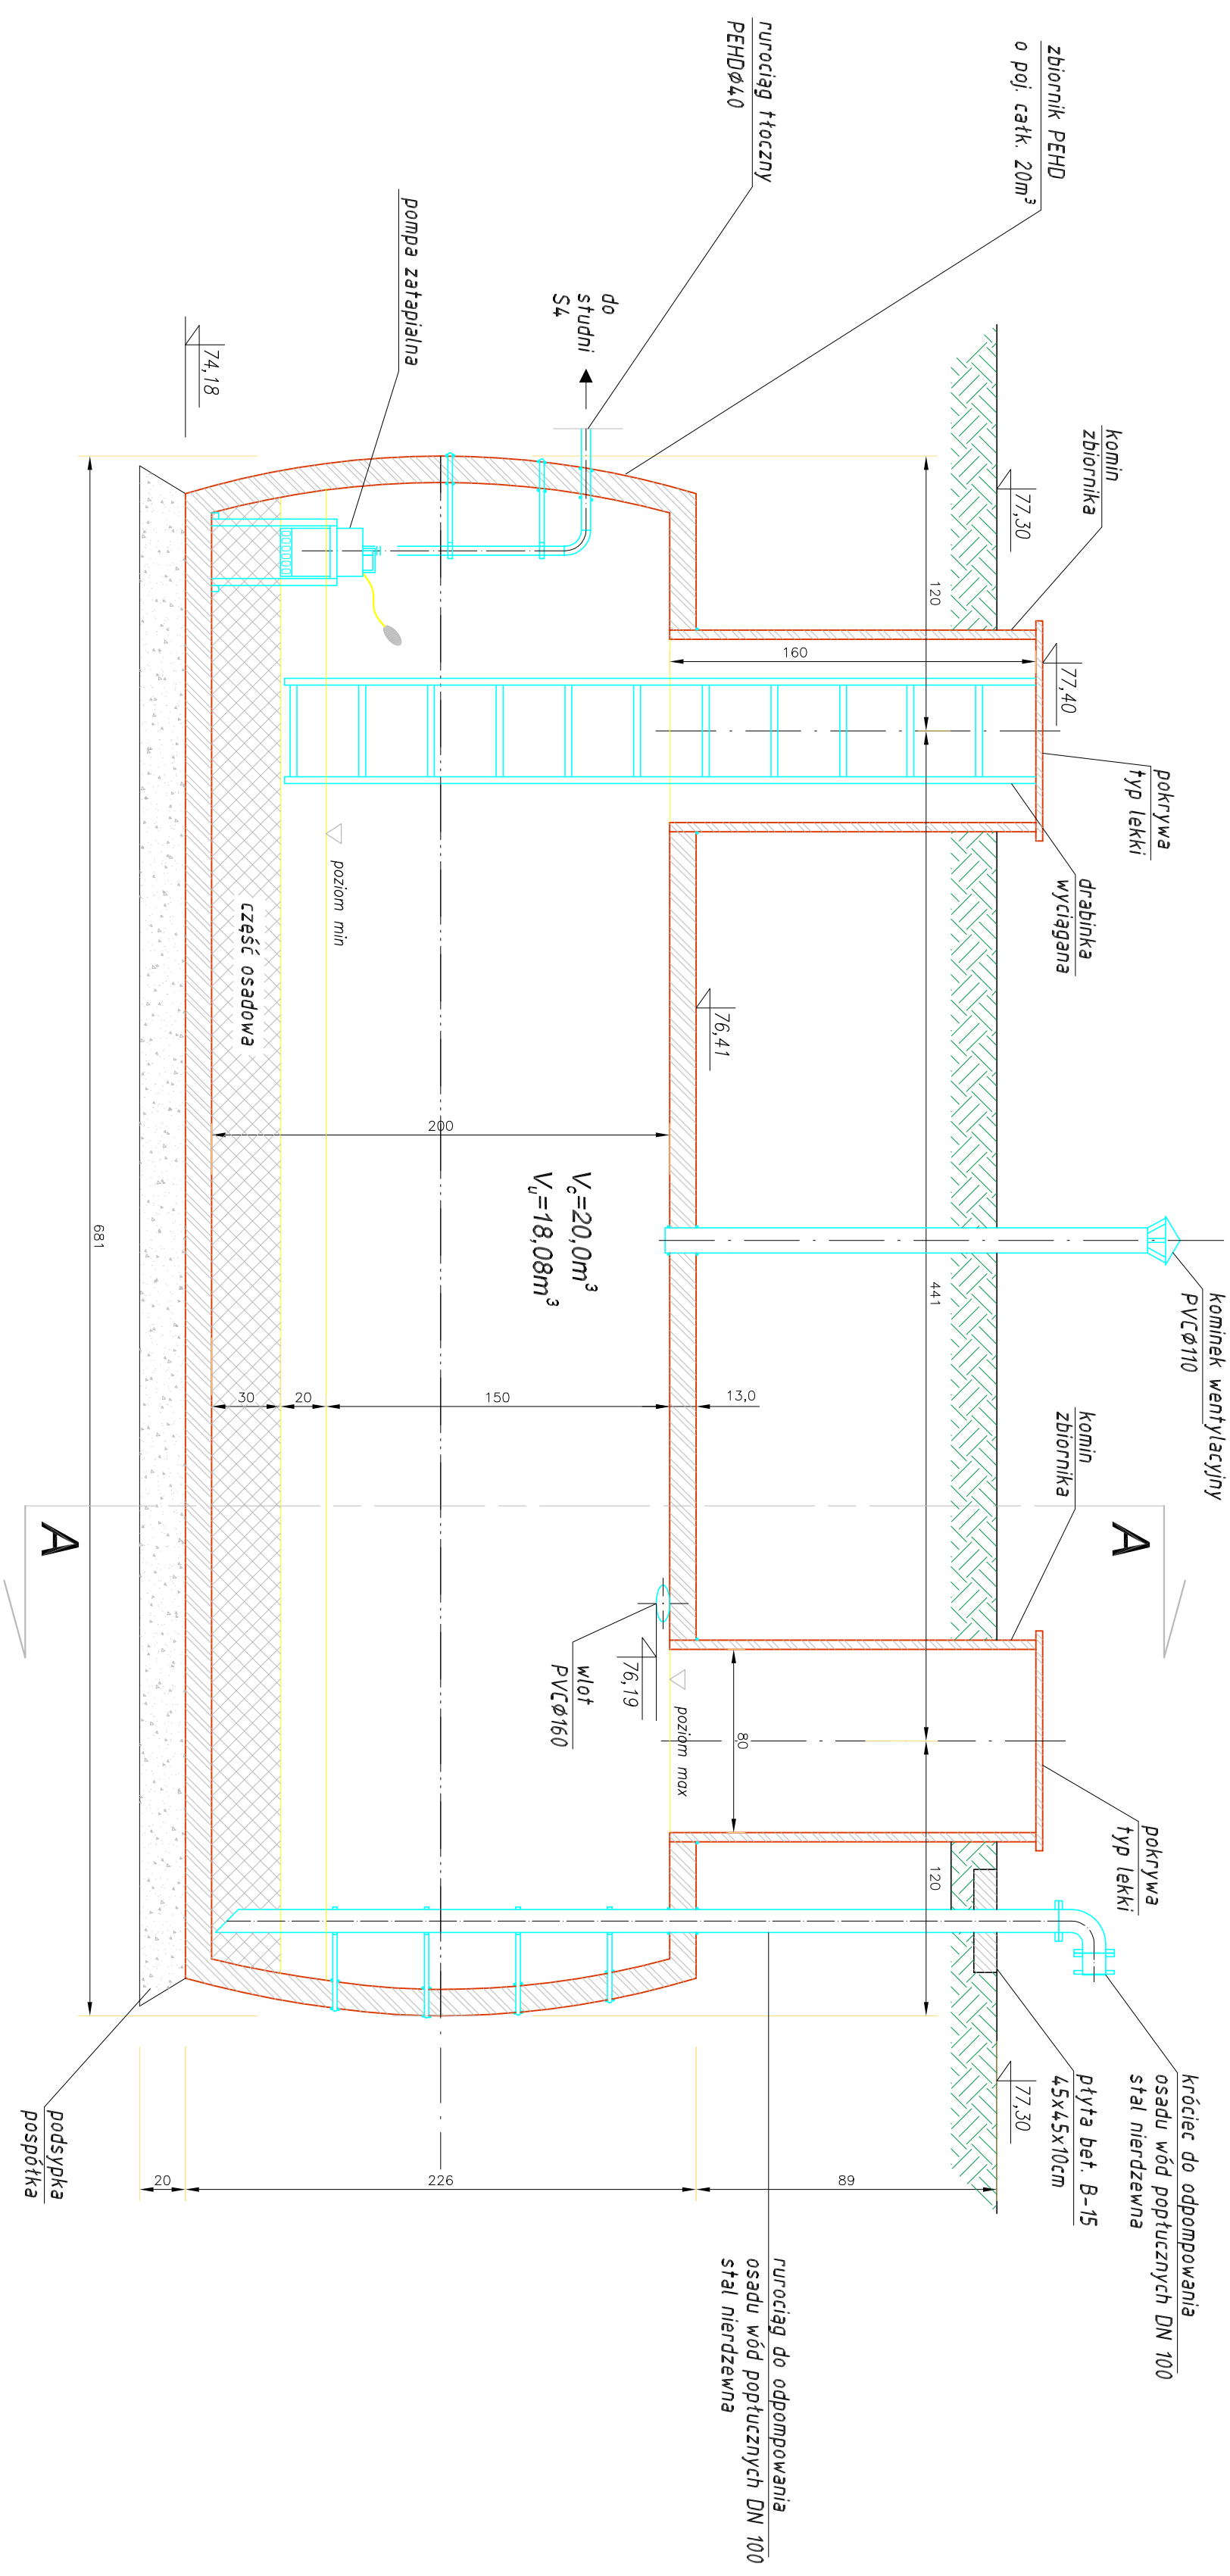 zbiornik PEHD
o poj. całk. 20m³
rurociąg tłoczny
PEHDø40
do
studni
S4
pompa zatapialna
74,18
komin
zbiornika
77,30
120
160
77,40
pokrywa
typ lekki
drabinka
wyciągana
poziom min
część osadowa
76,41
200
Vc=20,0m³
Vu=18,08m³
681
441
kominek wentylacyjny
PVCø110
30
20
150
13,0
komin
zbiornika
A
A
wlot
PVCø160
76,19
poziom max
80
pokrywa
typ lekki
120
króciec do odpompowania
osadu wód popłucznych DN 100
stal nierdzewna
płyta bet. B-15
45x45x10cm
77,30
podsypka
pospółka
20
226
89
rurociąg do odpompowania
osadu wód popłucznych DN 100
stal nierdzewna